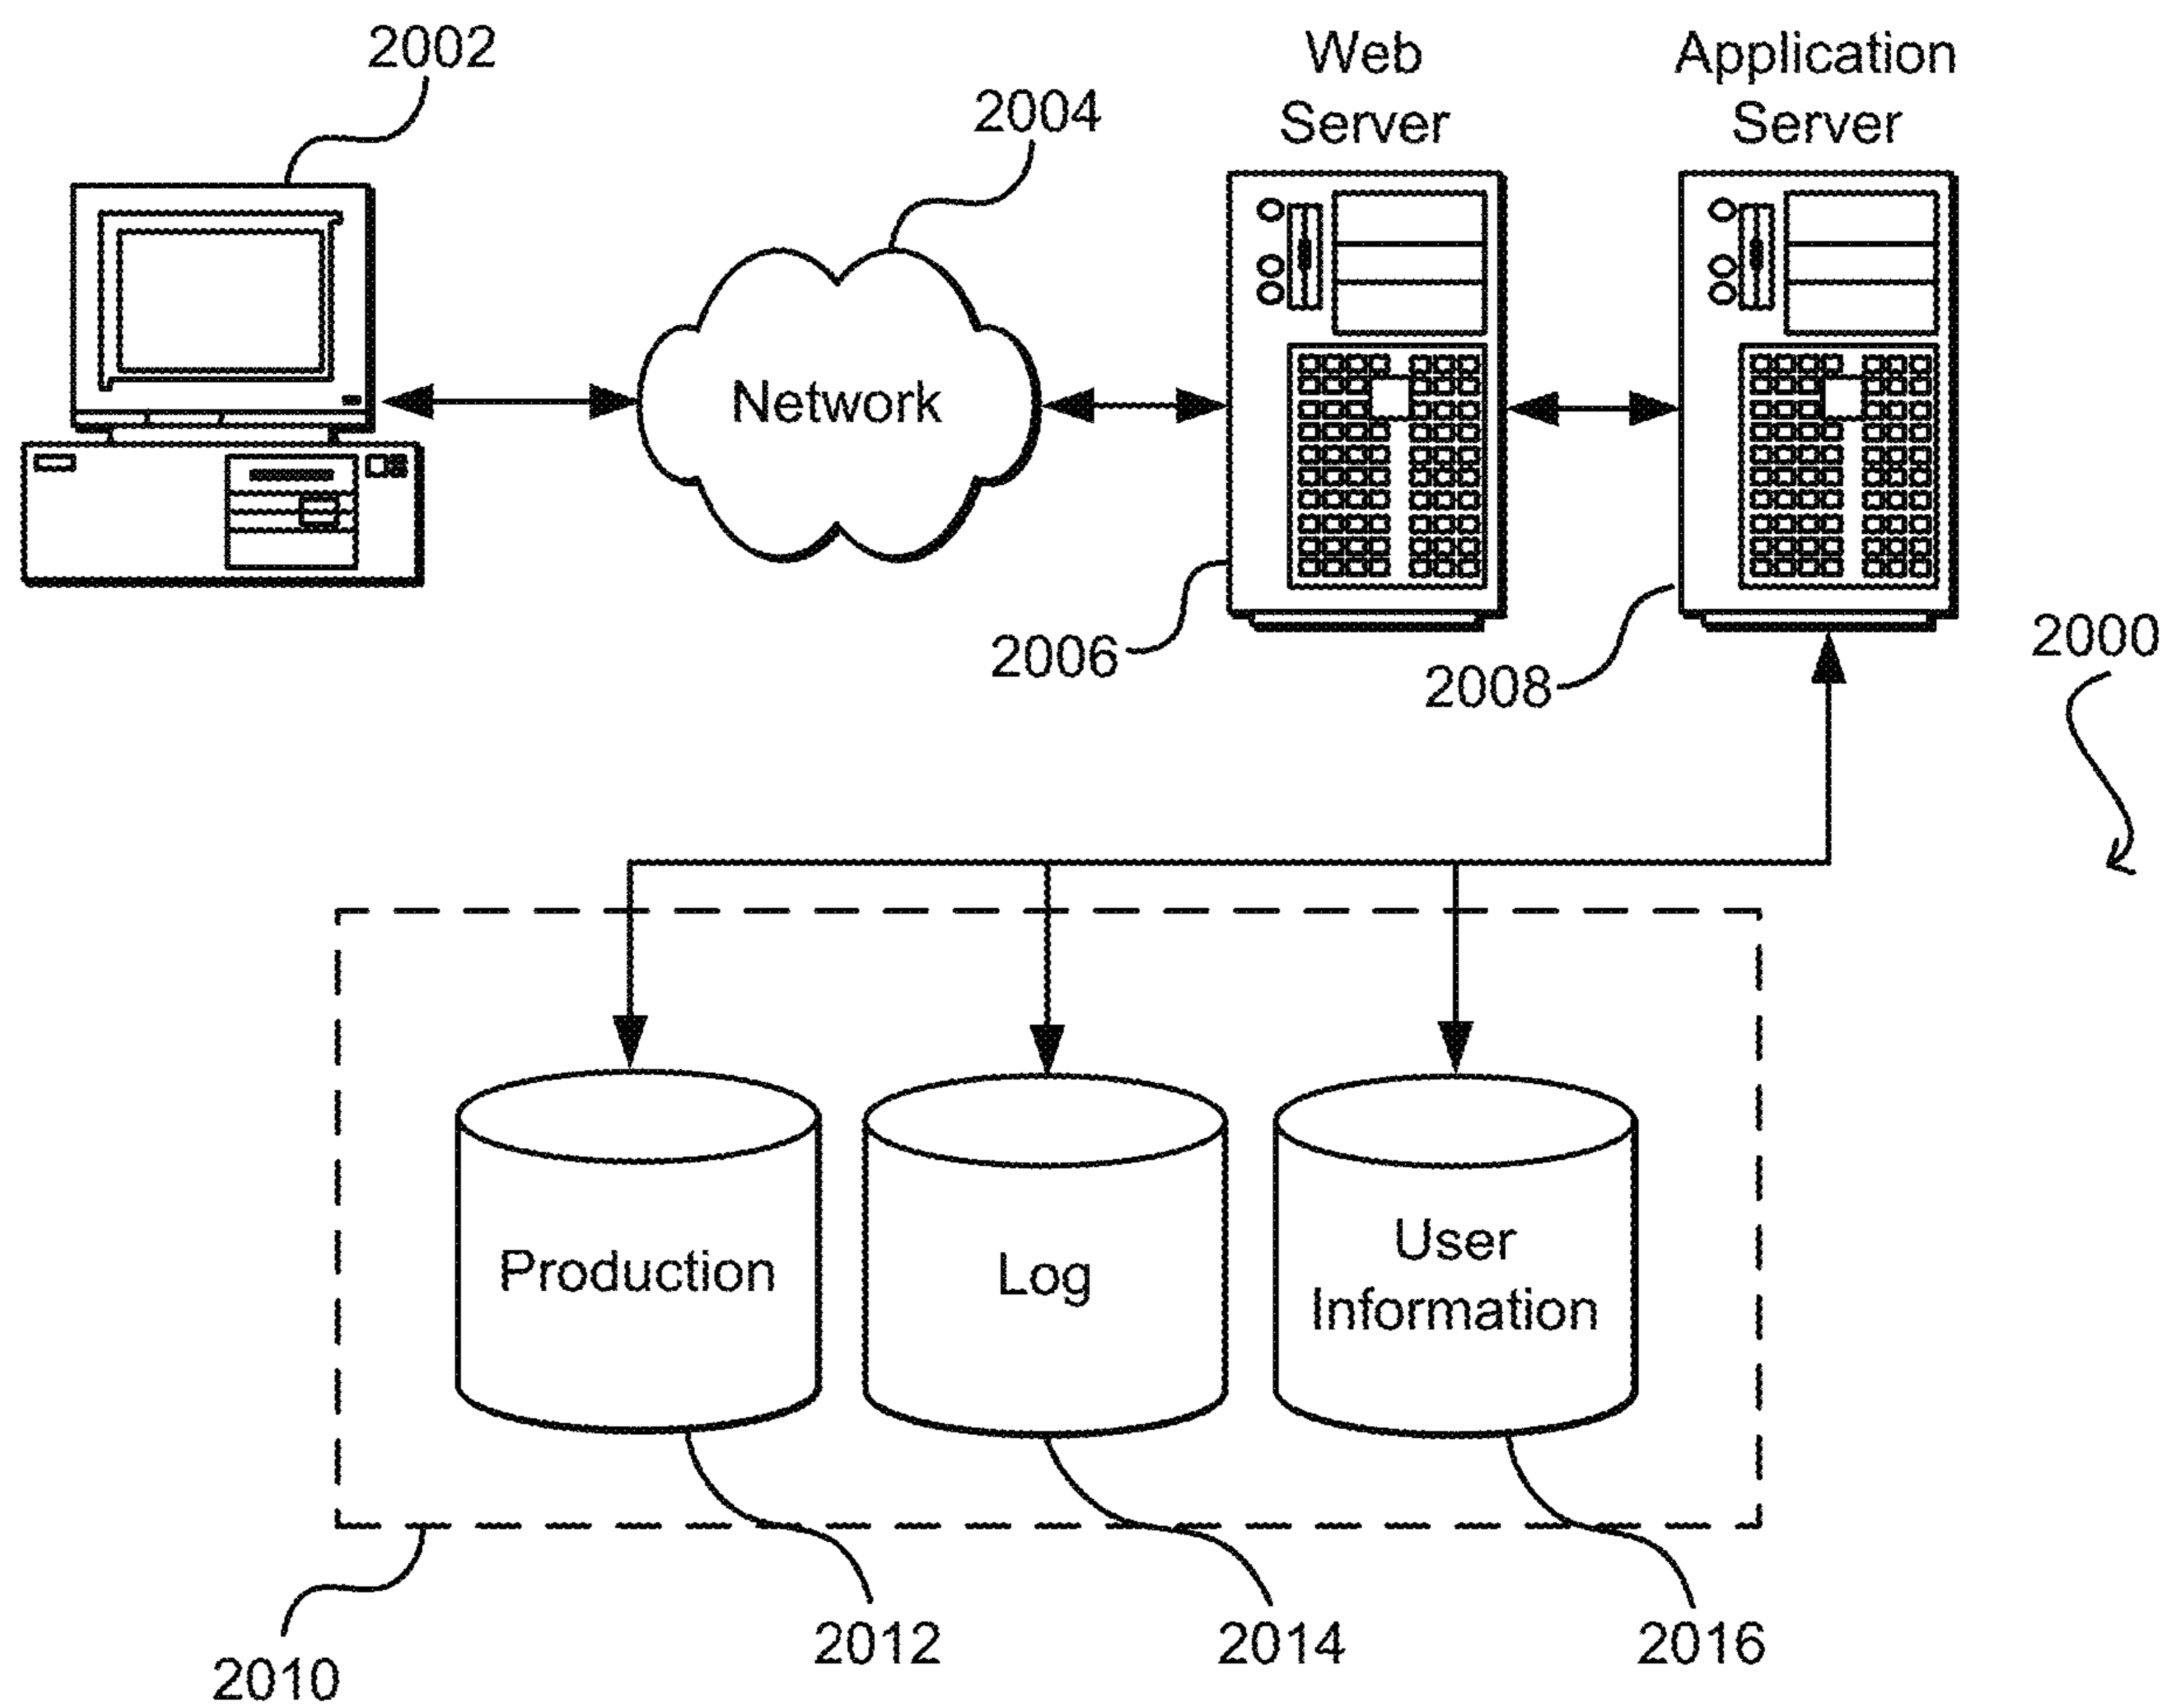 2002
2004
Web
Server
Application
Server
Network
2006
2008
2000
Production
Log
User
Information
2012
2014
2016
2010